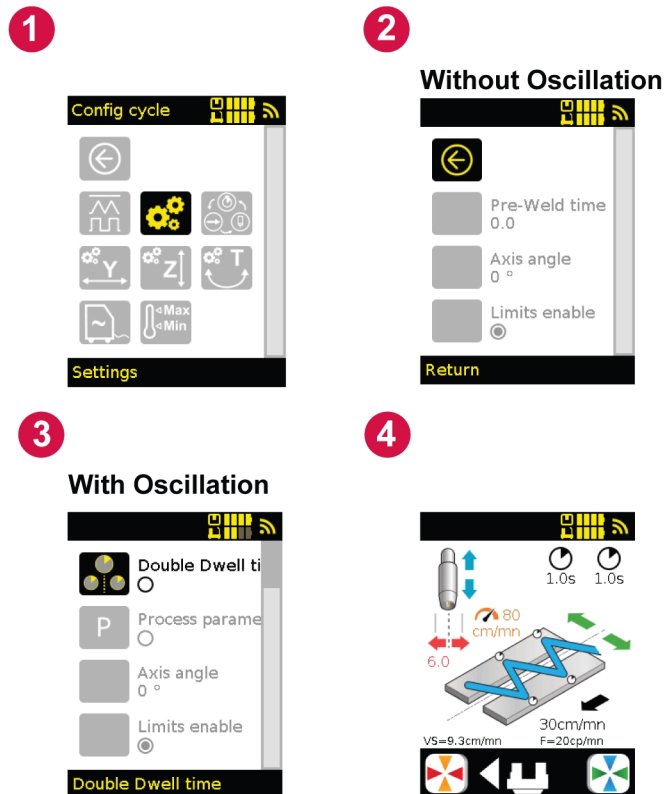 1
2
Without Oscillation
Config cycle
Y
Z
T
~
Max
Min
Settings
Pre-Weld time
0.0
Axis angle
0 °
Limits enable
Return
3
4
With Oscillation
Double Dwell ti
P
Process parame
Axis angle
0 °
Limits enable
Double Dwell time
1.0s 1.0s
80
cm/mn
6.0
30cm/mn
VS=9.3cm/mn F=20cp/mn